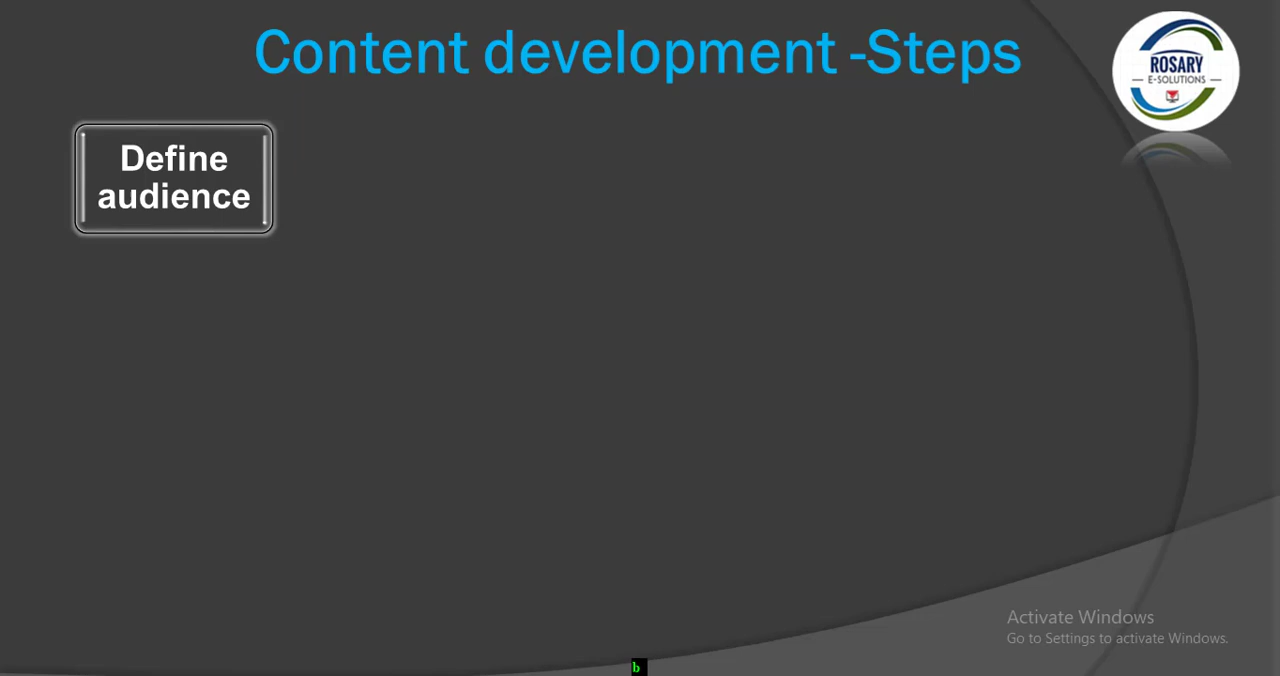 Content development -Steps
ROSARY
E-SOLUTIONS
Define
audience
Activate Windows
Go to Settings to activate Windows.
b